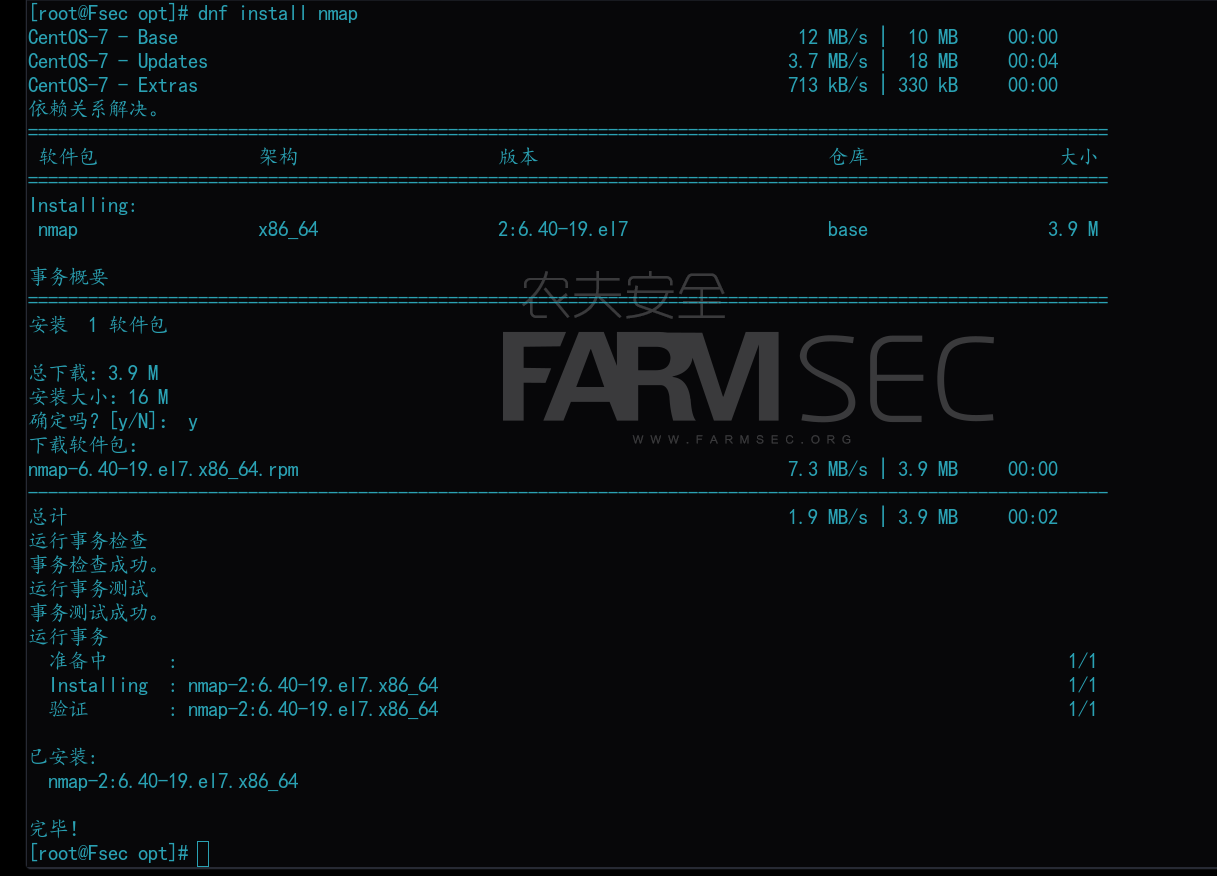 [root@Fsec opt]# dnf install nmap
CentOS-7 - Base 12 MB/s | 10 MB 00:00
CentOS-7 - Updates 3.7 MB/s | 18 MB 00:04
CentOS-7 - Extras 713 kB/s | 330 kB 00:00
依赖关系解决。
软件包 架构 版本 仓库 大小
Installing:
nmap x86_64 2:6.40-19.el7 base 3.9 M
事务概要
农夫安全
安装 1 软件包
FARMSEC
总下载：3.9 M
安装大小：16 M
确定吗？[y/N]： y
WWW.FARMSEC.ORG
下载软件包：
nmap-6.40-19.el7.x86_64.rpm 7.3 MB/s | 3.9 MB 00:00
总计 1.9 MB/s | 3.9 MB 00:02
运行事务检查
事务检查成功。
运行事务测试
事务测试成功。
运行事务
准备中 : 1/1
Installing : nmap-2:6.40-19.el7.x86_64 1/1
验证 : nmap-2:6.40-19.el7.x86_64 1/1
已安装:
nmap-2:6.40-19.el7.x86_64
完毕！
[root@Fsec opt]#